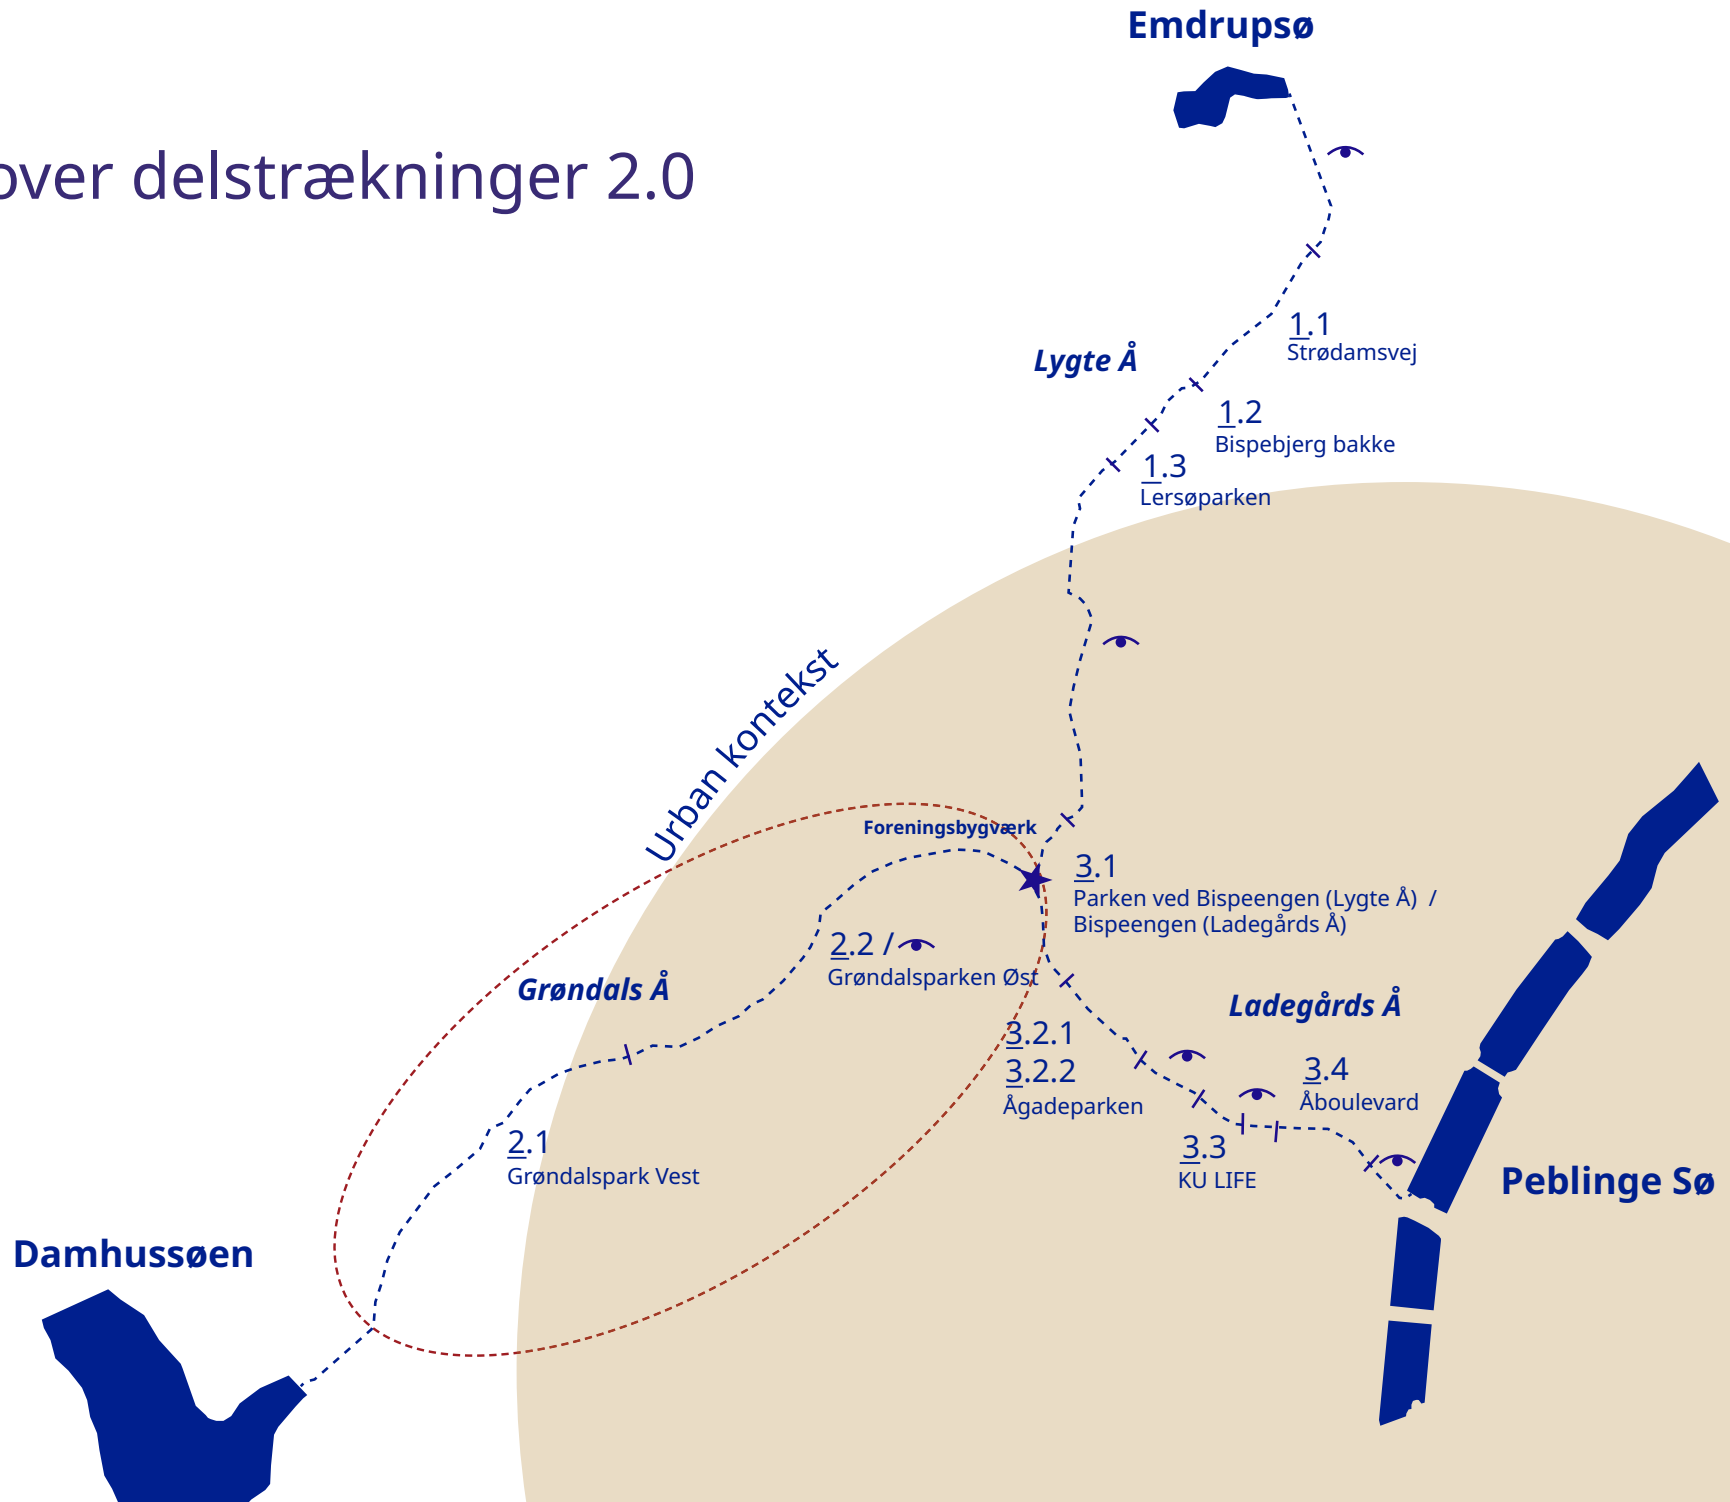 Emdrupsø
over delstrækninger 2.0
1.1
Strødamsvej
Lygte Å
1.2
Bispebjerg bakke
1.3
Lersøparken
Urban kontekst
Foreningsbygværk
3.1
Parken ved Bispeengen (Lygte Å) /
Bispeengen (Ladegårds Å)
2.2 /
Grøndalsparken Øst
Grøndals Å
Ladegårds Å
3.2.1
3.2.2
Ågadeparken
3.4
Åboulevard
3.3
KU LIFE
2.1
Grøndalspark Vest
Peblinge Sø
Damhussøen